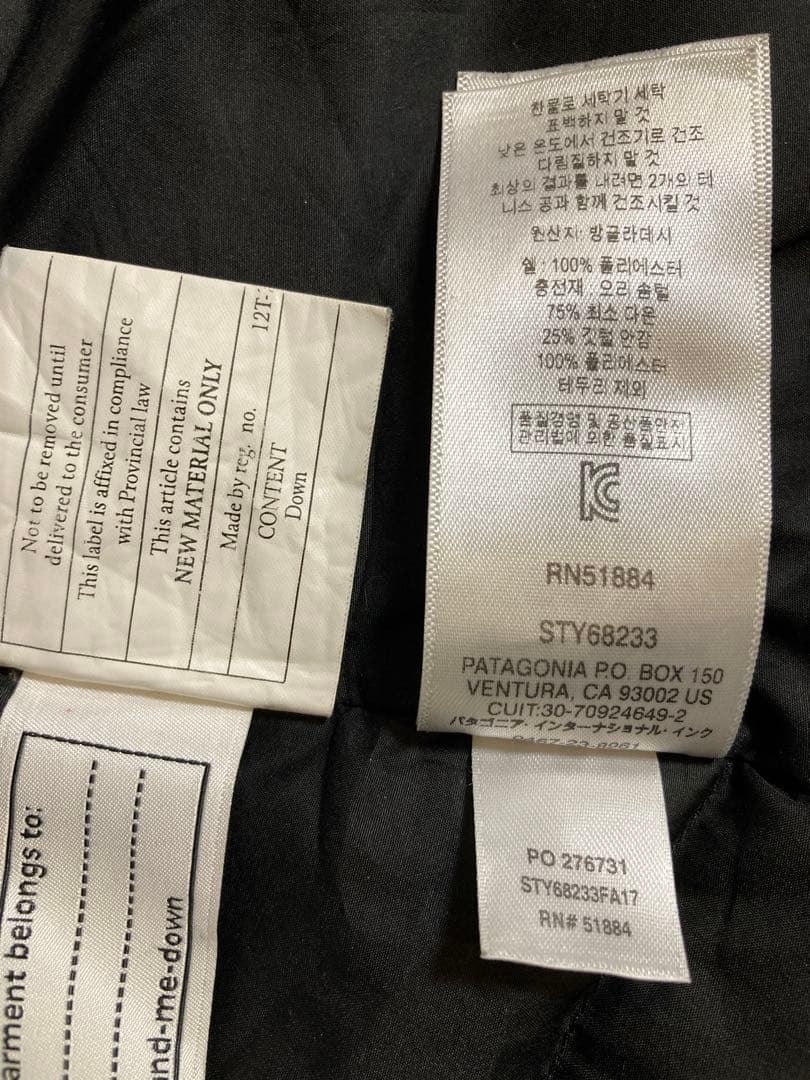 찬물로 세탁기 세탁
표백하지 말 것
낮은 온도에서 건조기로 건조
다림질하지 말 것
최상의 결과를 내려면 2개의 테
니스 공과 함께 건조시킬 것
원산지: 방글라데시
쉘 : 100% 폴리에스터
충전재 : 오리 솜털
75% 최소 다운
25% 깃털 안감 :
100% 폴리에스터
테두리 제외
품질경영 및 공산품안전
관리법에 의한 품질표시
RN51884
STY68233
PATAGONIA P.O. BOX 150
VENTURA, CA 93002 US
CUIT:30-70924649-2
パタゴニア・インターナショナル・インク
PO 276731
STY68233FA17
RN# 51884
Not to be removed until
delivered to the consumer
This label is affixed in compliance
with Provincial law
This article contains
NEW MATERIAL ONLY
Made by reg. no.
12T-
CONTENT
Down
arment belongs to:
nd-me-down